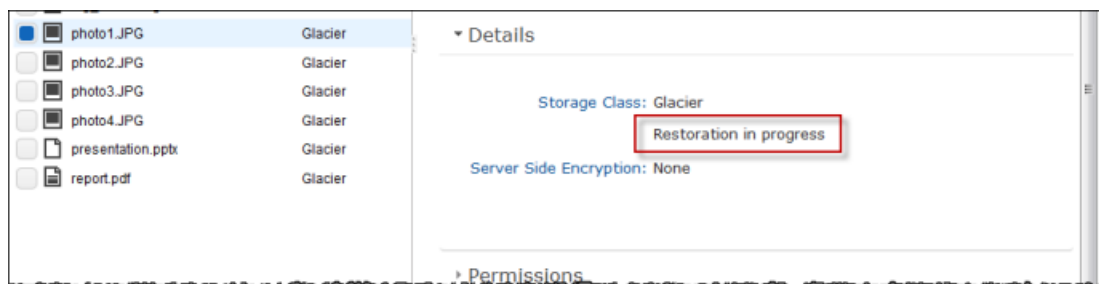 photo1.JPG Glacier
photo2.JPG Glacier
photo3.JPG Glacier
photo4.JPG Glacier
presentation.pptx Glacier
report.pdf Glacier
Details
Storage Class: Glacier
Restoration in progress
Server Side Encryption: None
Permissions